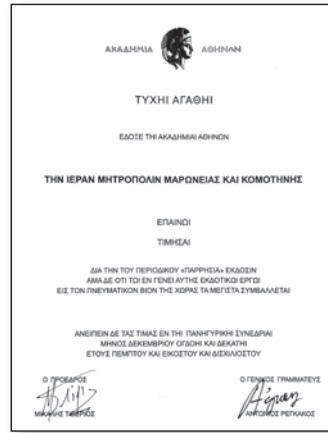 ΑΚΑΔΗΜΙΑ ΑΘΗΝΩΝ
ΤΥΧΗΙ ΑΓΑΘΗΙ
ΕΔΟΞΕ ΤΗΙ ΑΚΑΔΗΜΙΑΙ ΑΘΗΝΩΝ
ΤΗΝ ΙΕΡΑΝ ΜΗΤΡΟΠΟΛΙΝ ΜΑΡΩΝΕΙΑΣ ΚΑΙ ΚΟΜΟΤΗΝΗΣ
ΕΠΑΙΝΩΙ
ΤΙΜΗΣΑΙ
ΔΙΑ ΤΗΝ ΤΟΥ ΠΕΡΙΟΔΙΚΟΥ «ΠΑΡΡΗΣΙΑ» ΕΚΔΟΣΙΝ
ΑΜΑ ΔΕ ΟΤΙ ΤΩΙ ΕΝ ΓΕΝΕΙ ΑΥΤΗΣ ΕΚΔΟΤΙΚΩΙ ΕΡΓΩΙ
ΕΙΣ ΤΟΝ ΠΝΕΥΜΑΤΙΚΟΝ ΒΙΟΝ ΤΗΣ ΧΩΡΑΣ ΤΑ ΜΕΓΙΣΤΑ ΣΥΜΒΑΛΛΕΤΑΙ
ΑΝΕΙΠΕΙΝ ΔΕ ΤΑΣ ΤΙΜΑΣ ΕΝ ΤΗΙ ΠΑΝΗΓΥΡΙΚΗΙ ΣΥΝΕΔΡΙΑΙ
ΜΗΝΟΣ ΔΕΚΕΜΒΡΙΟΥ ΟΓΔΟΗΙ ΚΑΙ ΔΕΚΑΤΗΙ
ΕΤΟΥΣ ΠΕΜΠΤΟΥ ΚΑΙ ΕΙΚΟΣΤΟΥ ΚΑΙ ΔΙΣΧΙΛΙΟΣΤΟΥ
Ο ΠΡΟΕΔΡΟΣ
Ο ΓΕΝΙΚΟΣ ΓΡΑΜΜΑΤΕΥΣ
ΜΙΧΑΗΛ ΤΙΒΕΡΙΟΣ
ΑΝΤΩΝΙΟΣ ΡΕΓΚΑΚΟΣ